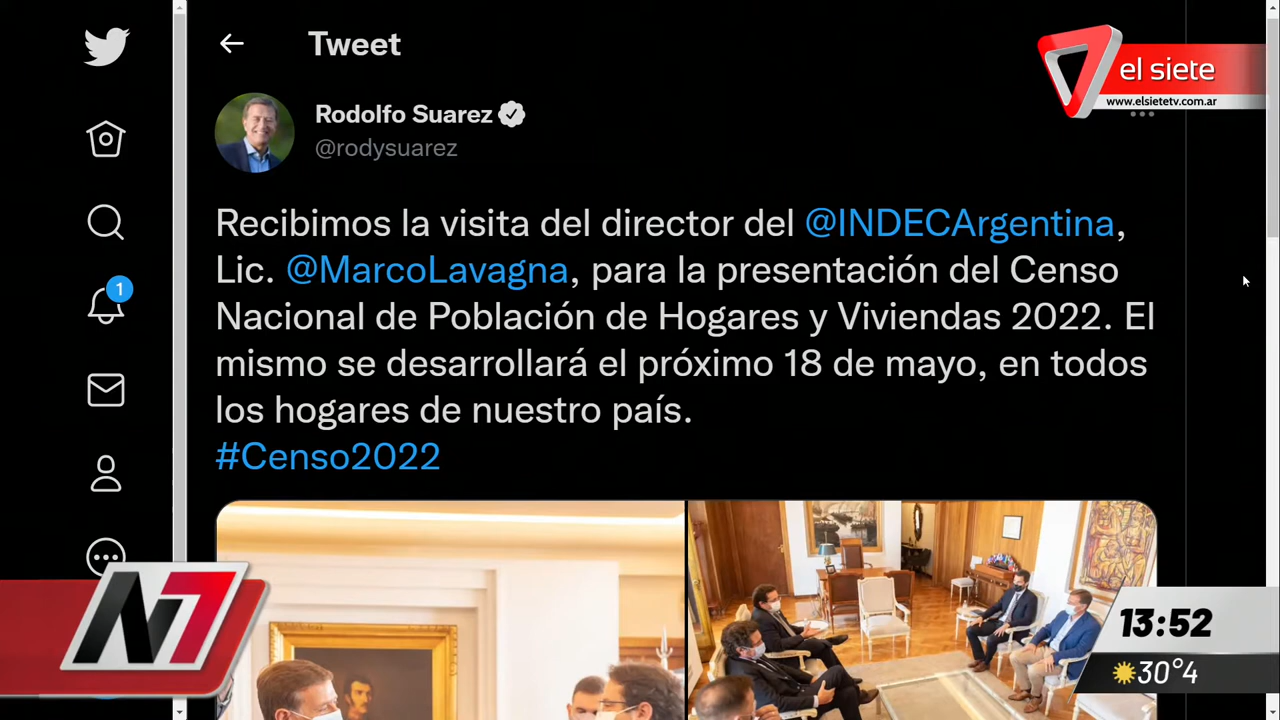 Tweet
el siete
www.elsietetv.com.ar
Rodolfo Suarez
@rodysuarez
Recibimos la visita del director del @INDECArgentina,
Lic. @MarcoLavagna, para la presentación del Censo
Nacional de Población de Hogares y Viviendas 2022. El
mismo se desarrollará el próximo 18 de mayo, en todos
los hogares de nuestro país.
#Censo2022
1
N7
13:52
30°4